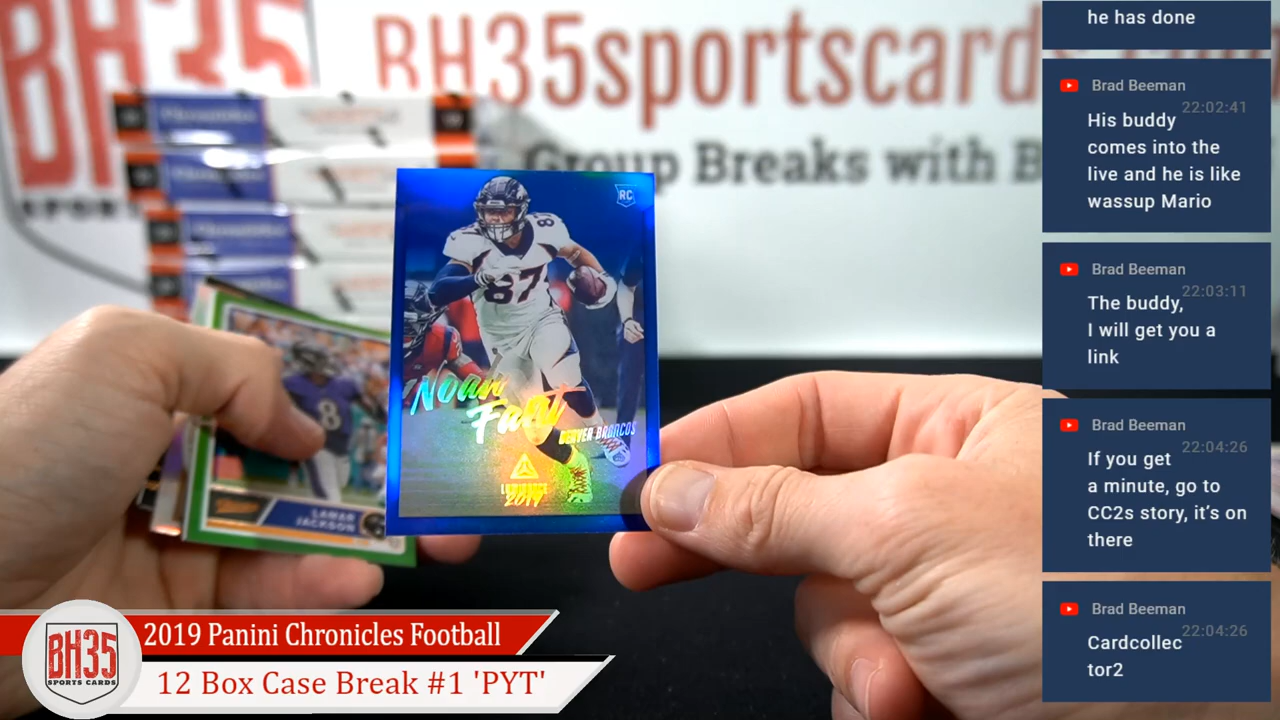 BH35sportscards
Group Breaks with B
RC
87
87
Noah
Fant
DENVER BRONCOS
LUMINANCE
2019
8
LAMAR
JACKSON
BH35
SPORTS CARDS
2019 Panini Chronicles Football
12 Box Case Break #1 'PYT'
he has done
Brad Beeman
22:02:41
His buddy
comes into the
live and he is like
wassup Mario
Brad Beeman
22:03:11
The buddy,
I will get you a
link
Brad Beeman
22:04:26
If you get
a minute, go to
CC2s story, it's on
there
Brad Beeman
22:04:26
Cardcollec
tor2